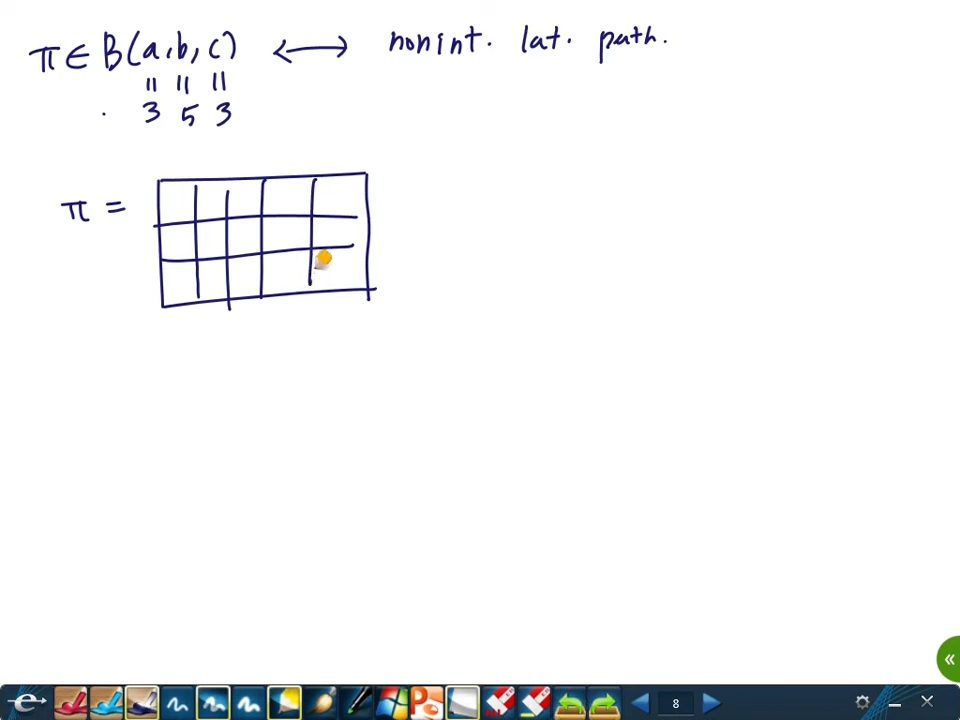 π ∈ B(a,b,c) ⟷ nonint. lat. path.
|| || ||
3 5 3
π =
8